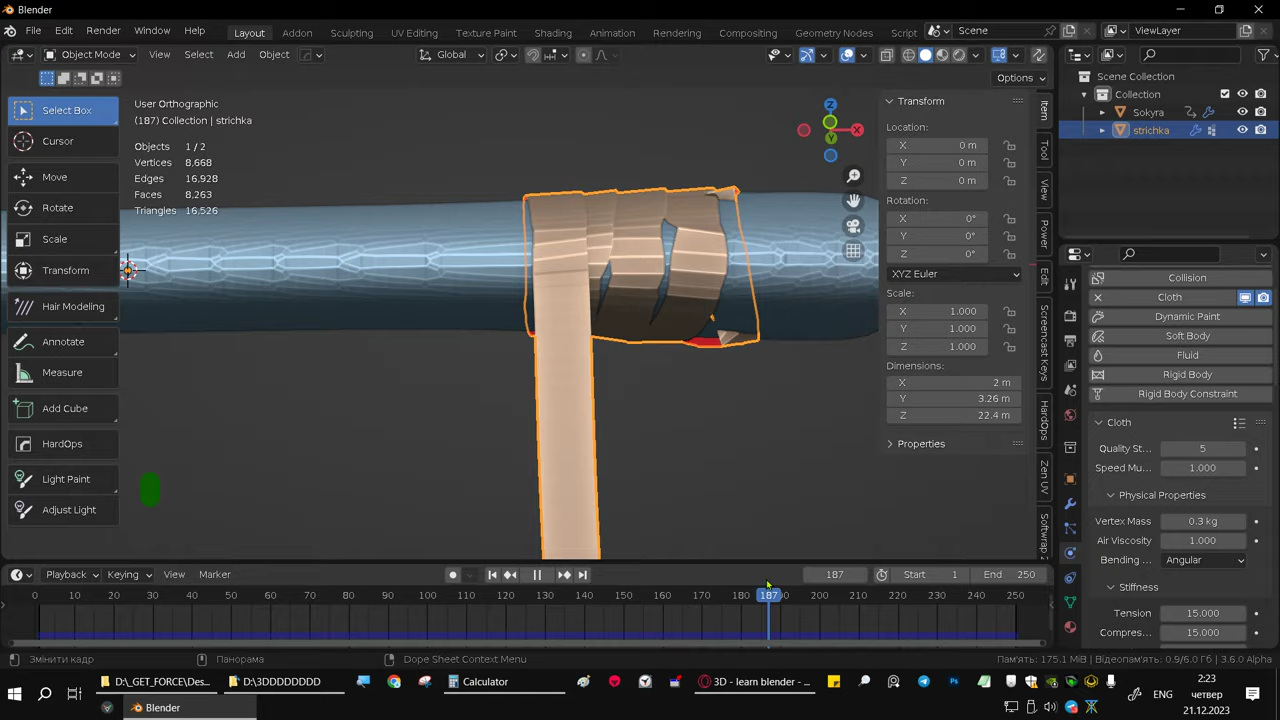 Blender
File Edit Render Window Help Layout Addon Sculpting UV Editing Texture Paint Shading Animation Rendering Compositing Geometry Nodes Script Scene ViewLayer
Object Mode View Select Add Object Global
Options
Select Box
Cursor
Move
Rotate
Scale
Transform
Hair Modeling
Annotate
Measure
Add Cube
HardOps
Light Paint
Adjust Light
User Orthographic
(187) Collection | strichka
Objects 1 / 2
Vertices 8,668
Edges 16,928
Faces 8,263
Triangles 16,526
Z
X
Y
Transform
Location:
X 0 m
Y 0 m
Z 0 m
Rotation:
X 0°
Y 0°
Z 0°
XYZ Euler
Scale:
X 1.000
Y 1.000
Z 1.000
Dimensions:
X 2 m
Y 3.26 m
Z 22.4 m
Properties
Item
Tool
View
Power
Edit
Screencast Keys
HardOps
Zen UV
Softwrap 2
Scene Collection
Collection
Sokyra
strichka
Collision
Cloth
Dynamic Paint
Soft Body
Fluid
Rigid Body
Rigid Body Constraint
Cloth
Quality St... 5
Speed Mu... 1.000
Physical Properties
Vertex Mass 0.3 kg
Air Viscosity 1.000
Bending ... Angular
Stiffness
Tension 15.000
Compres... 15.000
Playback Keying View Marker 187 Start 1 End 250
0 10 20 30 40 50 60 70 80 90 100 110 120 130 140 150 160 170 180 187 200 210 220 230 240 250
Змінити кадр Панорама Dope Sheet Context Menu Пам'ять: 175.1 МіБ | Відеопам'ять: 0.9/6.0 Гб | 3.6.0 Alpha
D:\_GET_FORCE\Des... D:\3DDDDDDDD Calculator 3D - learn blender - ... ENG
2:23
четвер
21.12.2023
Blender